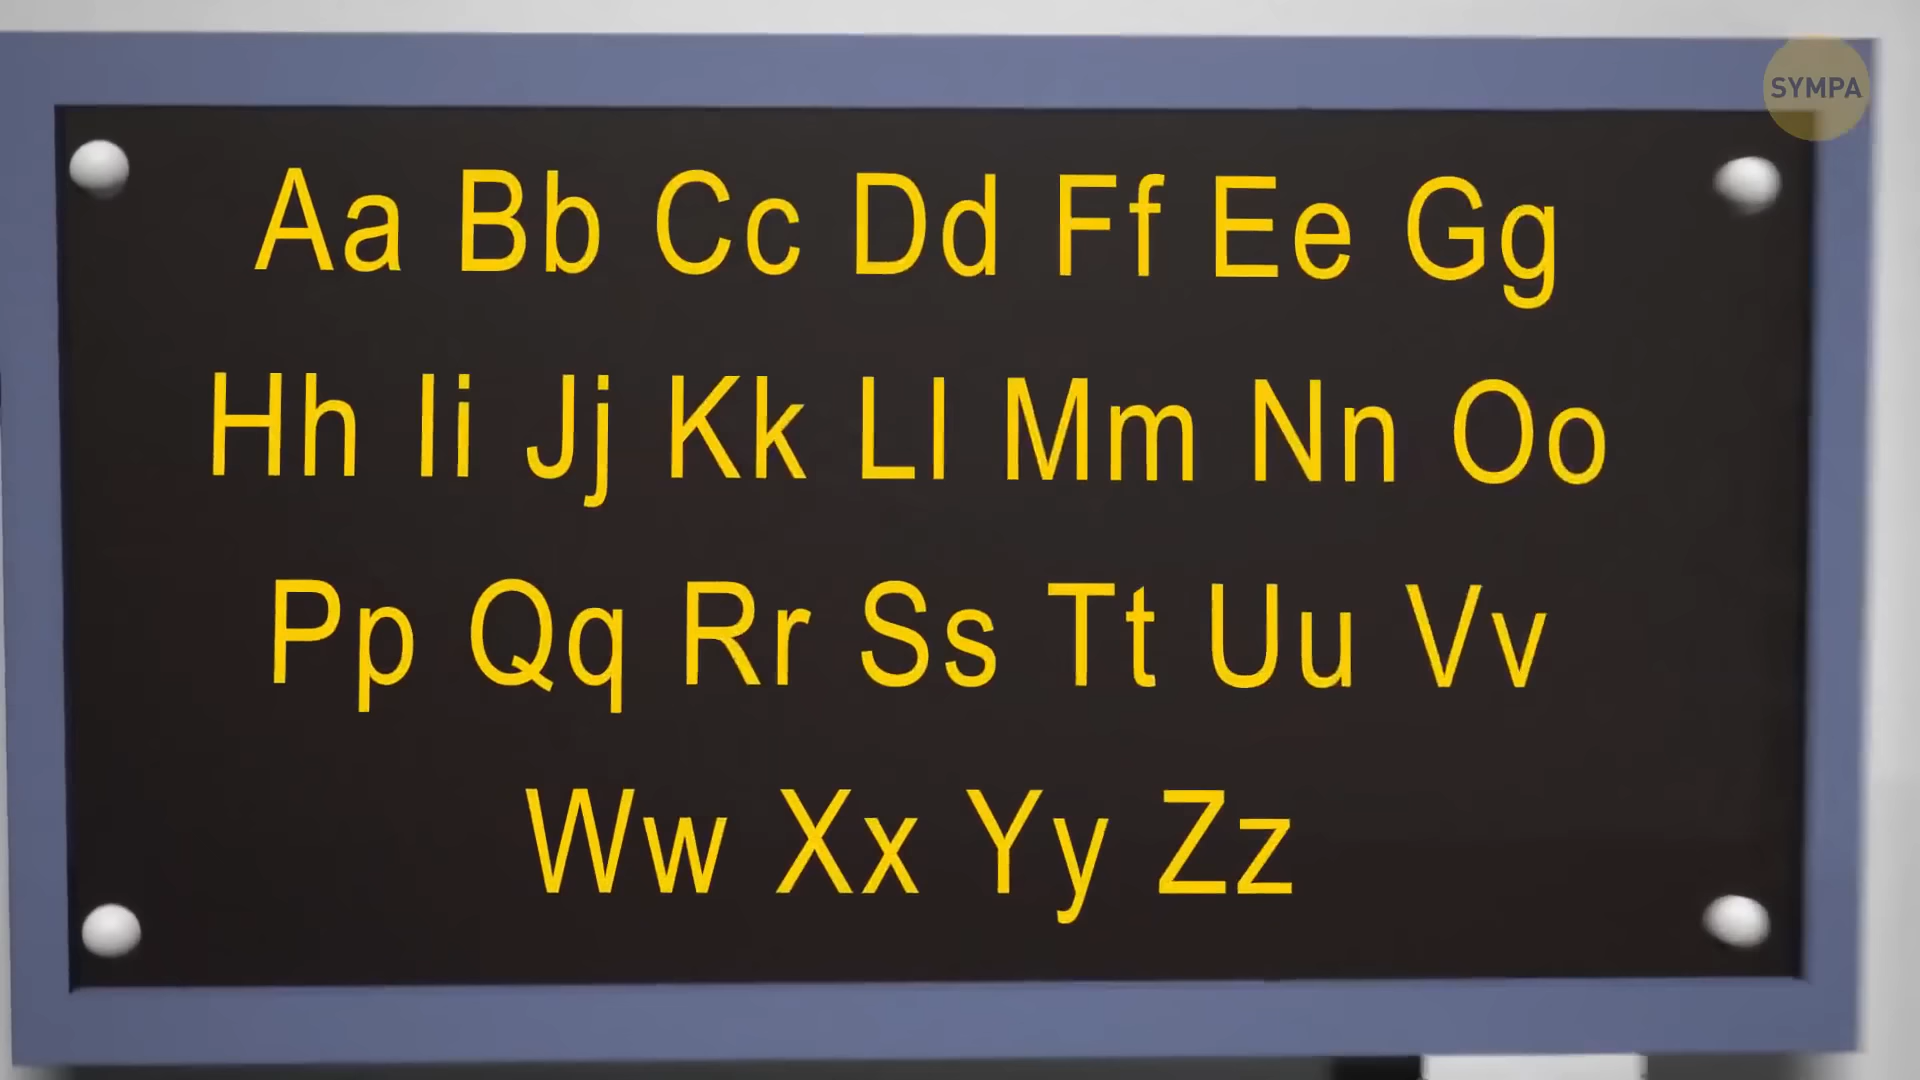 SYMPA
Aa Bb Cc Dd Ff Ee Gg
Hh Ii Jj Kk Ll Mm Nn Oo
Pp Qq Rr Ss Tt Uu Vv
Ww Xx Yy Zz